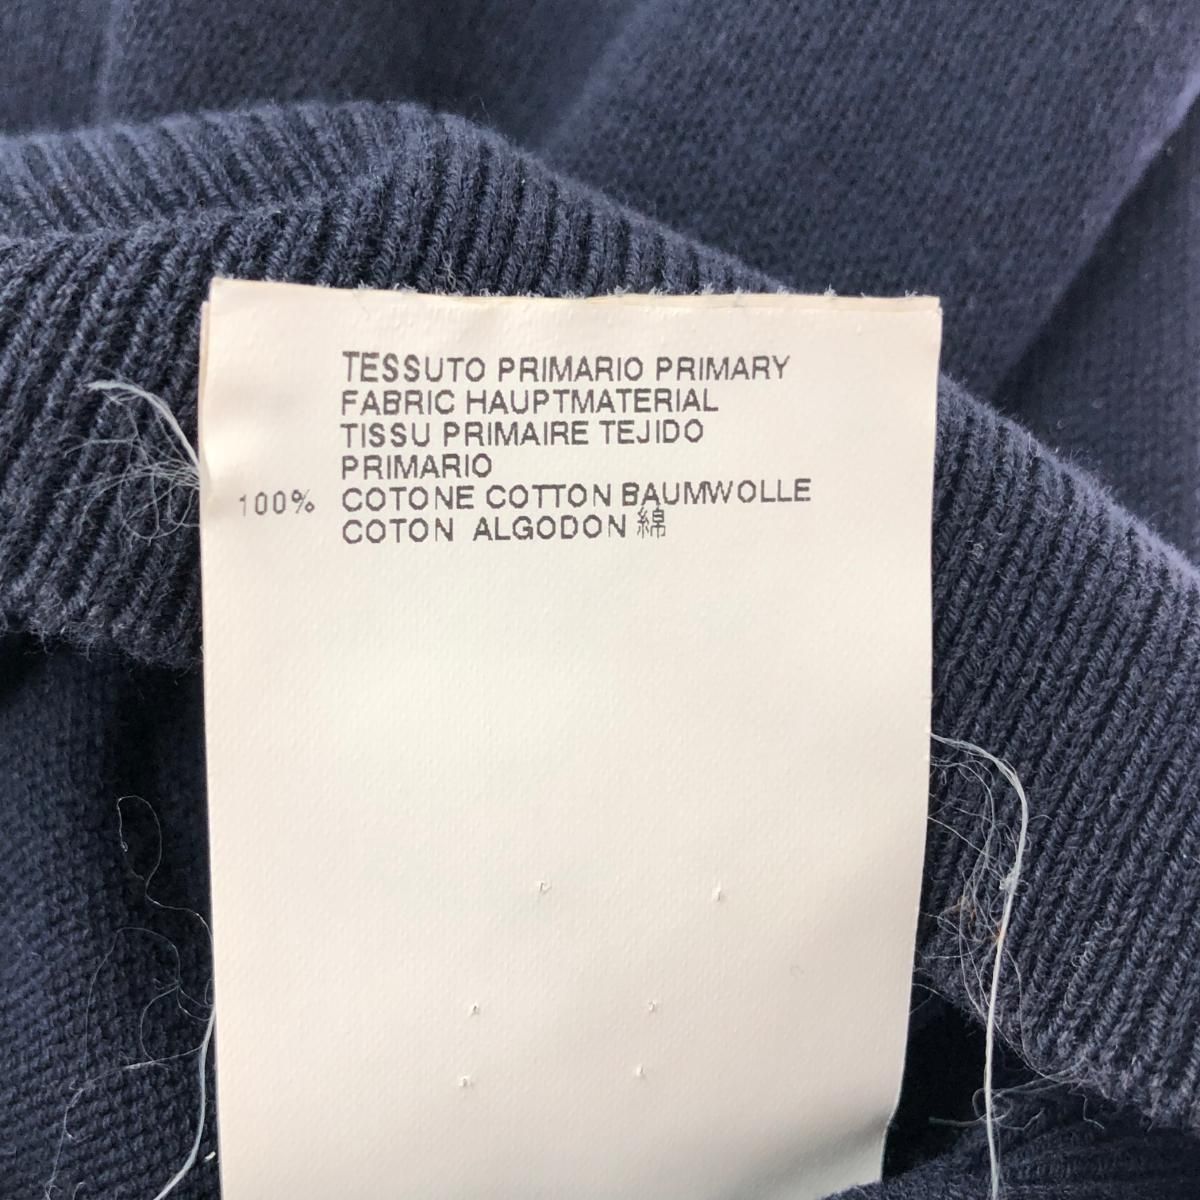 TESSUTO PRIMARIO PRIMARY
FABRIC HAUPTMATERIAL
TISSU PRIMAIRE TEJIDO
PRIMARIO
100% COTONE COTTON BAUMWOLLE
COTON ALGODON 綿